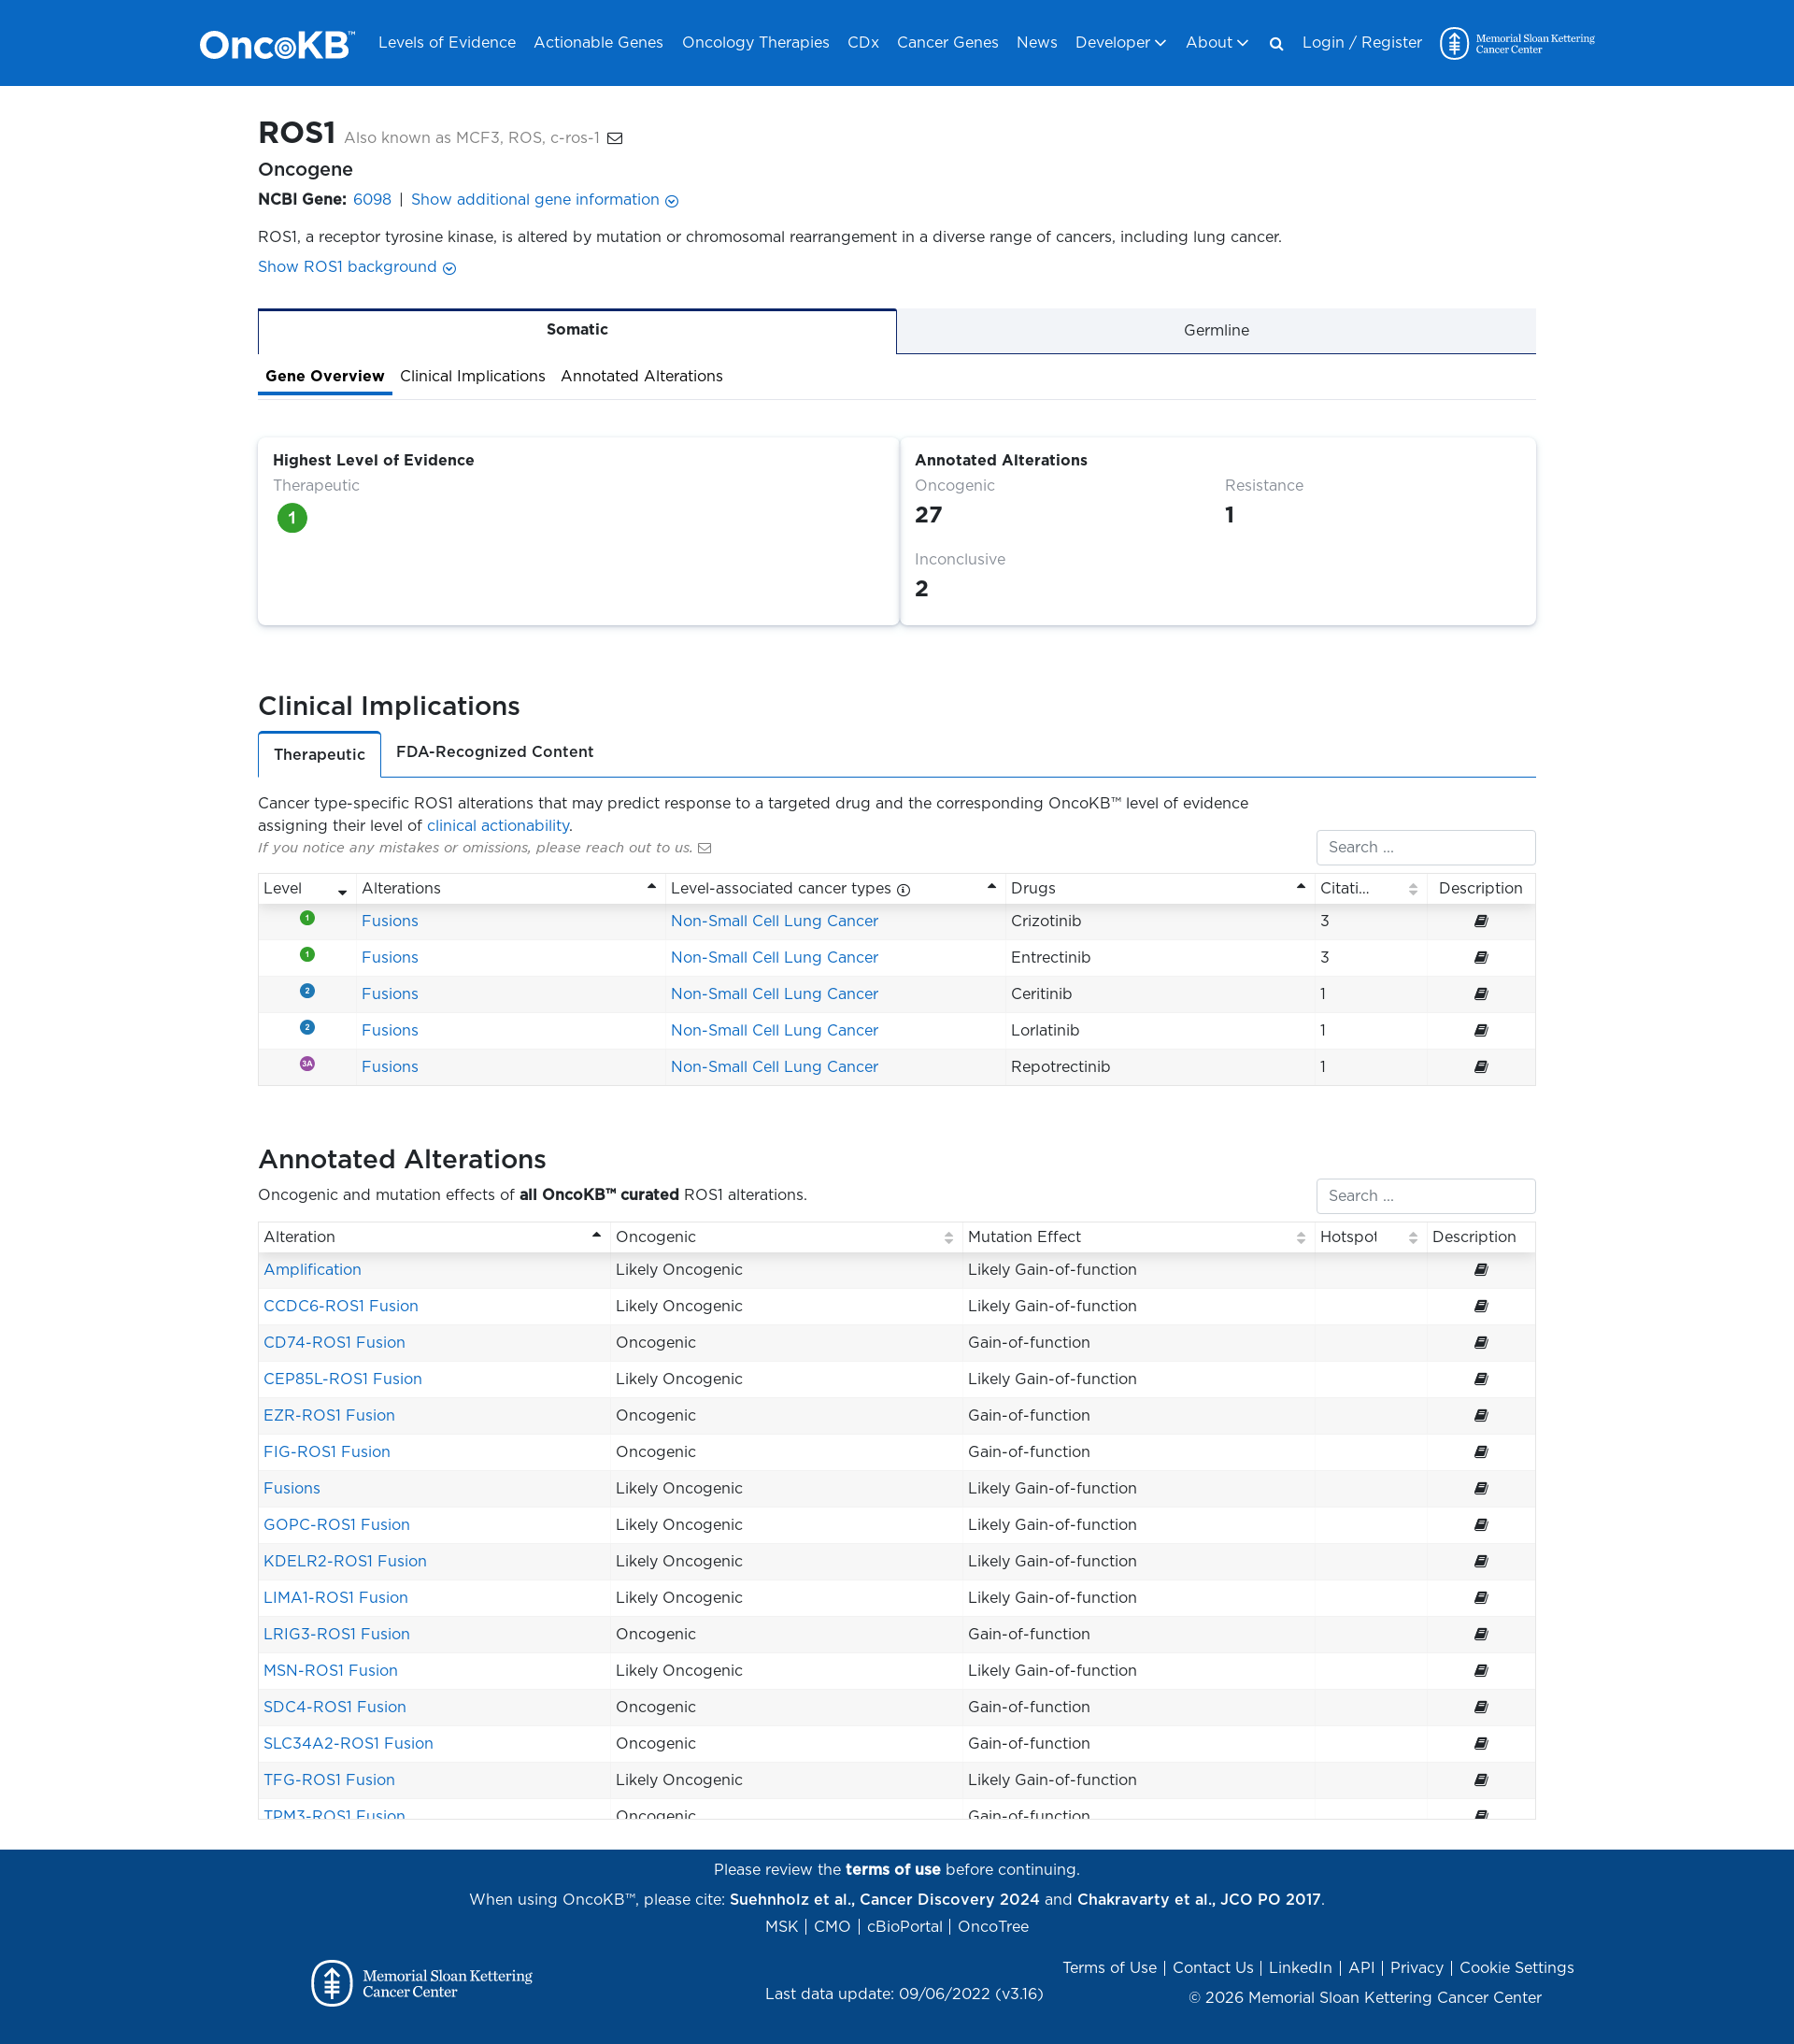 OncoKB™ Levels of Evidence Actionable Genes Oncology Therapies CDx Cancer Genes News Developer About Login / Register Memorial Sloan Kettering Cancer Center
ROS1 Also known as MCF3, ROS, c-ros-1
Oncogene
NCBI Gene: 6098 | Show additional gene information
ROS1, a receptor tyrosine kinase, is altered by mutation or chromosomal rearrangement in a diverse range of cancers, including lung cancer.
Show ROS1 background
Somatic Germline
Gene Overview Clinical Implications Annotated Alterations
Highest Level of Evidence
Therapeutic
1
Annotated Alterations
Oncogenic Resistance
27 1
Inconclusive
2
Clinical Implications
Therapeutic FDA-Recognized Content
Cancer type-specific ROS1 alterations that may predict response to a targeted drug and the corresponding OncoKB™ level of evidence
assigning their level of clinical actionability.
If you notice any mistakes or omissions, please reach out to us.
Search ...
Level Alterations Level-associated cancer types Drugs Citati... Description
1 Fusions Non-Small Cell Lung Cancer Crizotinib 3
1 Fusions Non-Small Cell Lung Cancer Entrectinib 3
2 Fusions Non-Small Cell Lung Cancer Ceritinib 1
2 Fusions Non-Small Cell Lung Cancer Lorlatinib 1
3A Fusions Non-Small Cell Lung Cancer Repotrectinib 1
Annotated Alterations
Oncogenic and mutation effects of all OncoKB™ curated ROS1 alterations.
Search ...
Alteration Oncogenic Mutation Effect Hotspot Description
Amplification Likely Oncogenic Likely Gain-of-function
CCDC6-ROS1 Fusion Likely Oncogenic Likely Gain-of-function
CD74-ROS1 Fusion Oncogenic Gain-of-function
CEP85L-ROS1 Fusion Likely Oncogenic Likely Gain-of-function
EZR-ROS1 Fusion Oncogenic Gain-of-function
FIG-ROS1 Fusion Oncogenic Gain-of-function
Fusions Likely Oncogenic Likely Gain-of-function
GOPC-ROS1 Fusion Likely Oncogenic Likely Gain-of-function
KDELR2-ROS1 Fusion Likely Oncogenic Likely Gain-of-function
LIMA1-ROS1 Fusion Likely Oncogenic Likely Gain-of-function
LRIG3-ROS1 Fusion Oncogenic Gain-of-function
MSN-ROS1 Fusion Likely Oncogenic Likely Gain-of-function
SDC4-ROS1 Fusion Oncogenic Gain-of-function
SLC34A2-ROS1 Fusion Oncogenic Gain-of-function
TFG-ROS1 Fusion Likely Oncogenic Likely Gain-of-function
TPM3-ROS1 Fusion Oncogenic Gain-of-function
Please review the terms of use before continuing.
When using OncoKB™, please cite: Suehnholz et al., Cancer Discovery 2024 and Chakravarty et al., JCO PO 2017.
MSK | CMO | cBioPortal | OncoTree
Memorial Sloan Kettering
Cancer Center
Last data update: 09/06/2022 (v3.16)
Terms of Use | Contact Us | LinkedIn | API | Privacy | Cookie Settings
© 2026 Memorial Sloan Kettering Cancer Center